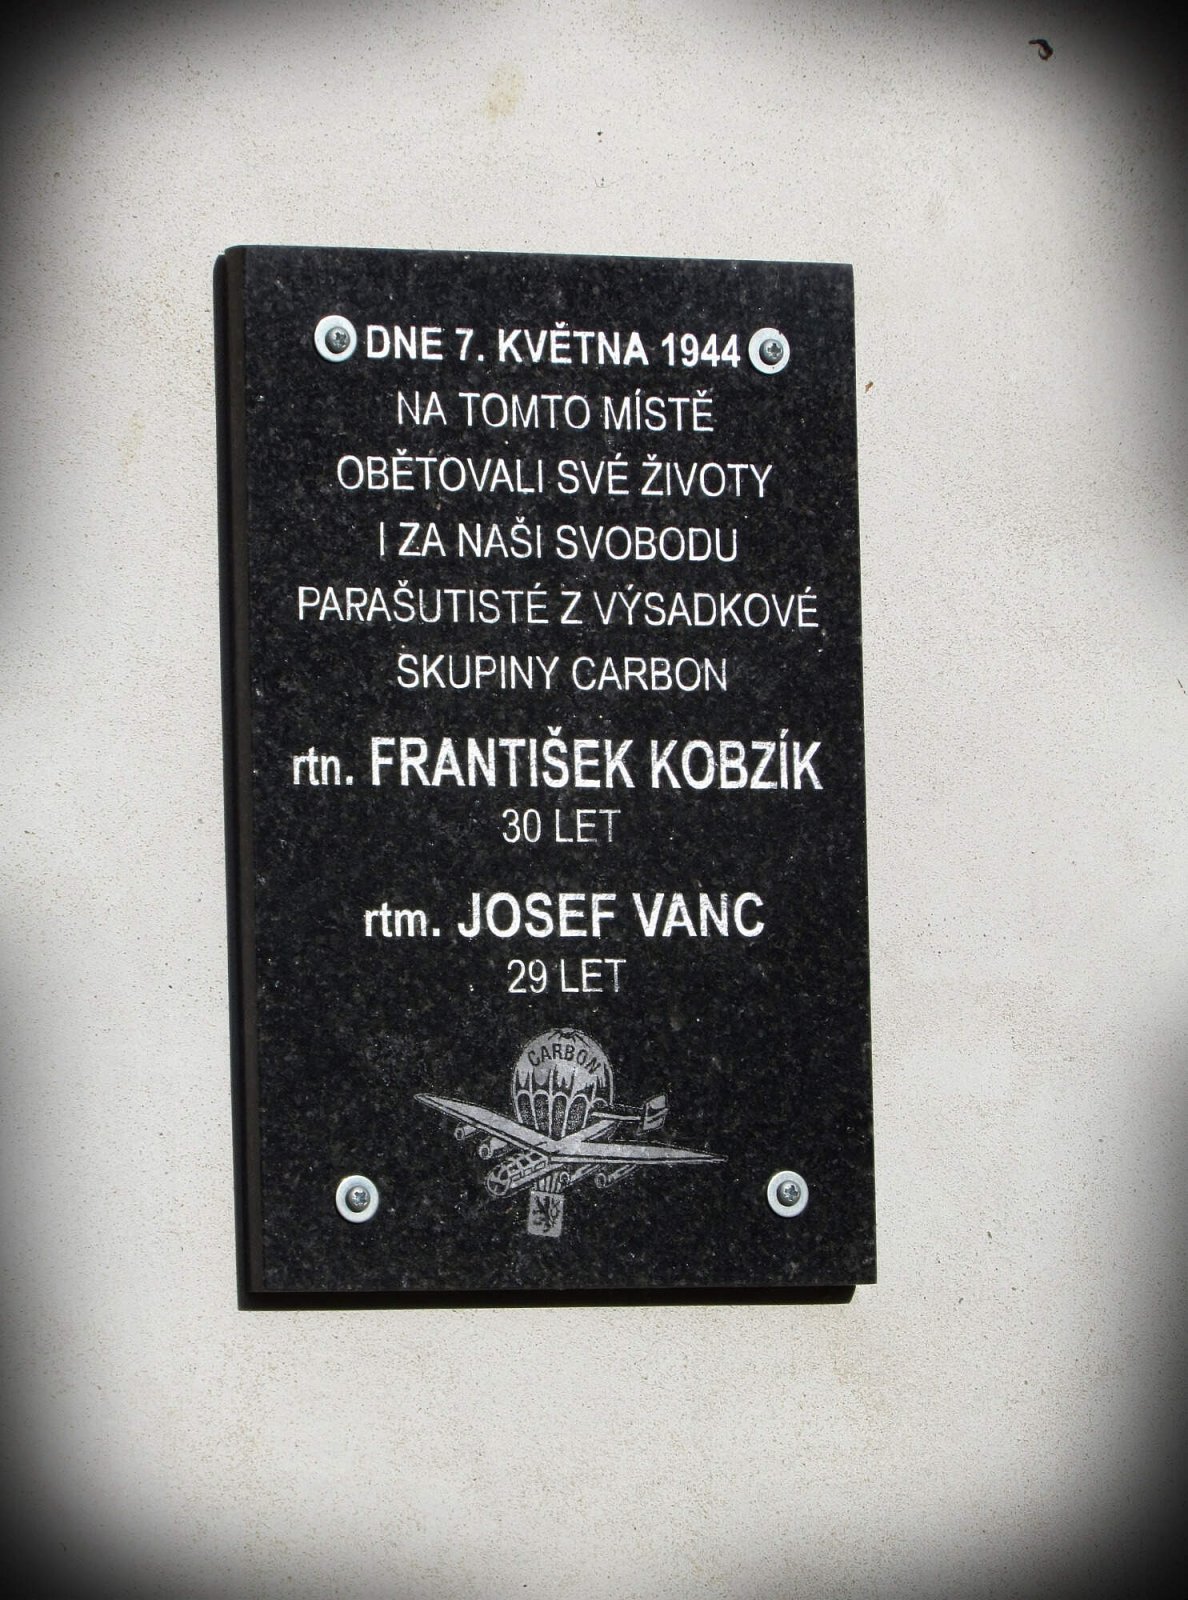 DNE 7. KVĚTNA 1944
NA TOMTO MÍSTĚ
OBĚTOVALI SVÉ ŽIVOTY
I ZA NAŠI SVOBODU
PARAŠUTISTÉ Z VÝSADKOVÉ
SKUPINY CARBON
rtn. FRANTIŠEK KOBZÍK
30 LET
rtm. JOSEF VANC
29 LET
CARBON